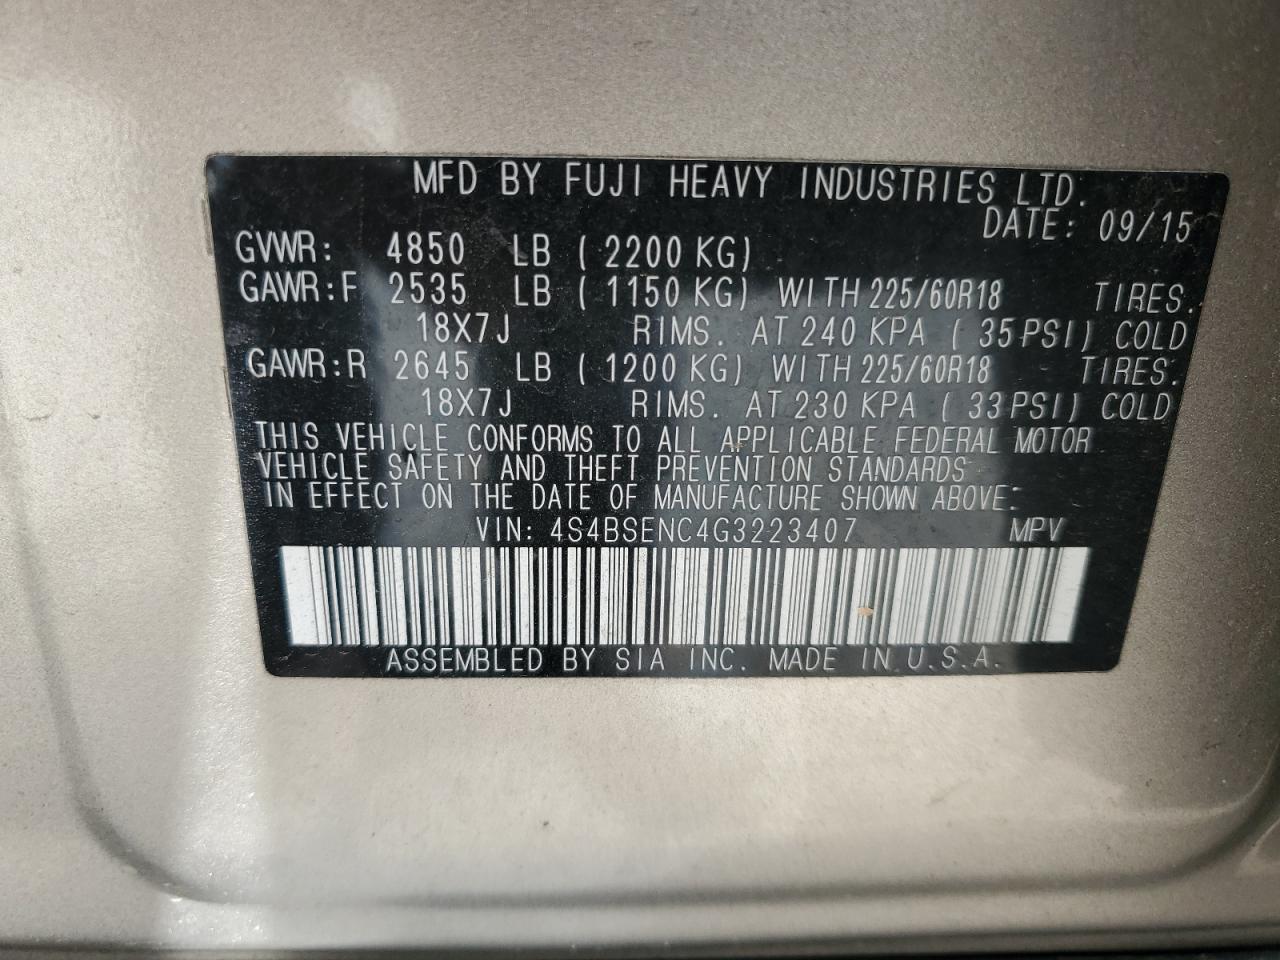 MFD BY FUJI HEAVY INDUSTRIES LTD.
DATE: 09/15
GVWR: 4850 LB ( 2200 KG)
GAWR:F 2535 LB ( 1150 KG) WITH 225/60R18 TIRES.
18X7J RIMS. AT 240 KPA ( 35PSI) COLD
GAWR:R 2645 LB ( 1200 KG) WITH 225/60R18 TIRES.
18X7J RIMS. AT 230 KPA ( 33PSI) COLD
THIS VEHICLE CONFORMS TO ALL APPLICABLE FEDERAL MOTOR
VEHICLE SAFETY AND THEFT PREVENTION STANDARDS
IN EFFECT ON THE DATE OF MANUFACTURE SHOWN ABOVE:
VIN: 4S4BSENC4G3223407 MPV
ASSEMBLED BY SIA INC. MADE IN U.S.A.